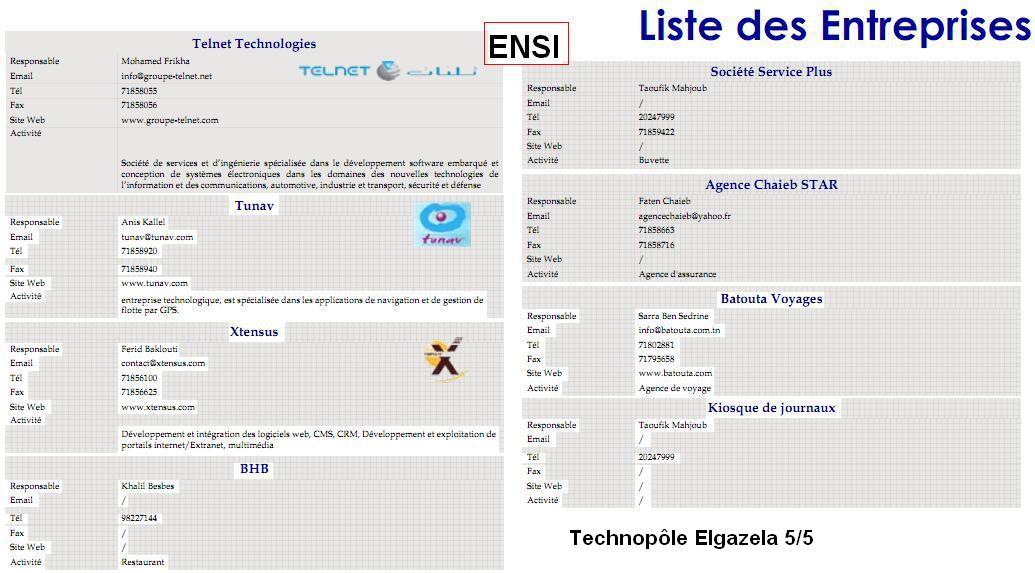 Liste des Entreprises
ENSI
Telnet Technologies
Responsable Mohamed Frikha
Email info@groupe-telnet.net
TELNET تلنات
Tél 71858055
Fax 71858056
Site Web www.groupe-telnet.com
Activité
Société de services et d'ingénierie spécialisée dans le développement software embarqué et
conception de systèmes électroniques dans les domaines des nouvelles technologies de
l'information et des communications, automotive, industrie et transport, sécurité et défense
Tunav
Responsable Anis Kallel
Email tunav@tunav.com
tunav
Tél 71858920
Fax 71858940
Site Web www.tunav.com
Activité
entreprise technologique, est spécialisée dans les applications de navigation et de gestion de
flotte par GPS.
Xtensus
Responsable Ferid Baklouti
Email contact@xtensus.com
X
Tél 71856100
Fax 71856625
Site Web www.xtensus.com
Activité
Développement et intégration des logiciels web, CMS, CRM, Développement et exploitation de
portails internet/Extranet, multimédia
BHB
Responsable Khalil Besbes
Email /
Tél 98227144
Fax /
Site Web /
Activité Restaurant
Société Service Plus
Responsable Taoufik Mahjoub
Email /
Tél 20247999
Fax 71859422
Site Web /
Activité Buvette
Agence Chaieb STAR
Responsable Faten Chaieb
Email agencechaieb@yahoo.fr
Tél 71858663
Fax 71858716
Site Web /
Activité Agence d'assurance
Batouta Voyages
Responsable Sarra Ben Sedrine
Email info@batouta.com.tn
Tél 71802881
Fax 71795658
Site Web www.batouta.com
Activité Agence de voyage
Kiosque de journaux
Responsable Taoufik Mahjoub
Email /
Tél 20247999
Fax /
Site Web /
Activité /
Technopôle Elgazela 5/5